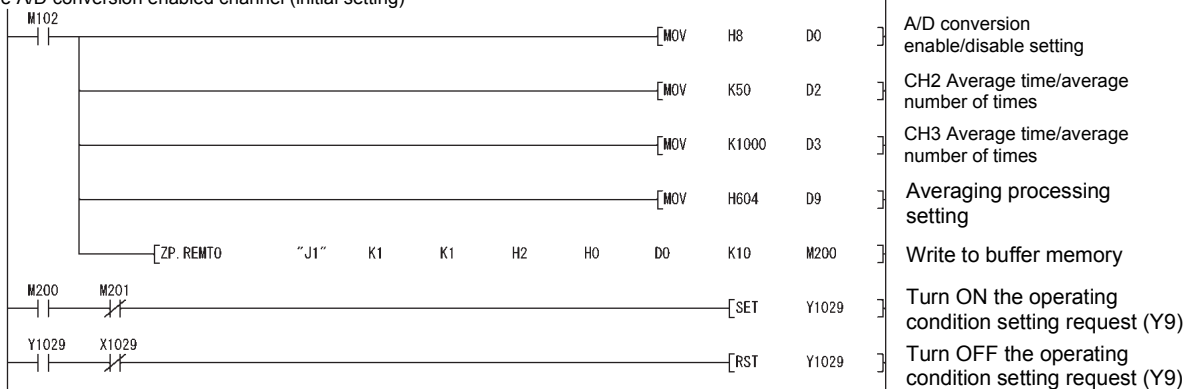 e A/D conversion enabled channel (initial setting)
M102
MOV H8 D0
A/D conversion
enable/disable setting
MOV K50 D2
CH2 Average time/average
number of times
MOV K1000 D3
CH3 Average time/average
number of times
MOV H604 D9
Averaging processing
setting
ZP. REMTO "J1" K1 K1 H2 H0 D0 K10 M200
Write to buffer memory
M200 M201
SET Y1029
Turn ON the operating
condition setting request (Y9)
Y1029 X1029
RST Y1029
Turn OFF the operating
condition setting request (Y9)